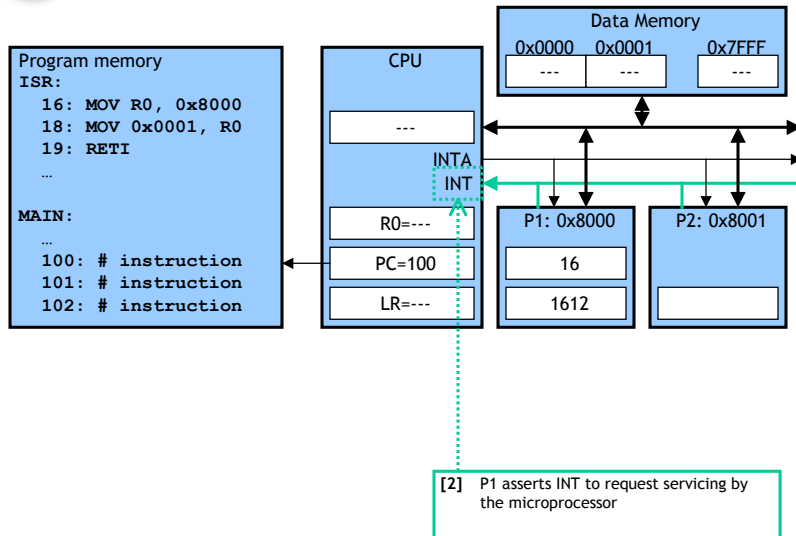 Program memory
ISR:
16: MOV R0, 0x8000
18: MOV 0x0001, R0
19: RETI
…
MAIN:
…
100: # instruction
101: # instruction
102: # instruction
CPU
---
INTA
INT
R0=---
PC=100
LR=---
Data Memory
0x0000 0x0001 0x7FFF
--- --- ---
P1: 0x8000
16
1612
P2: 0x8001
[2] P1 asserts INT to request servicing by
the microprocessor